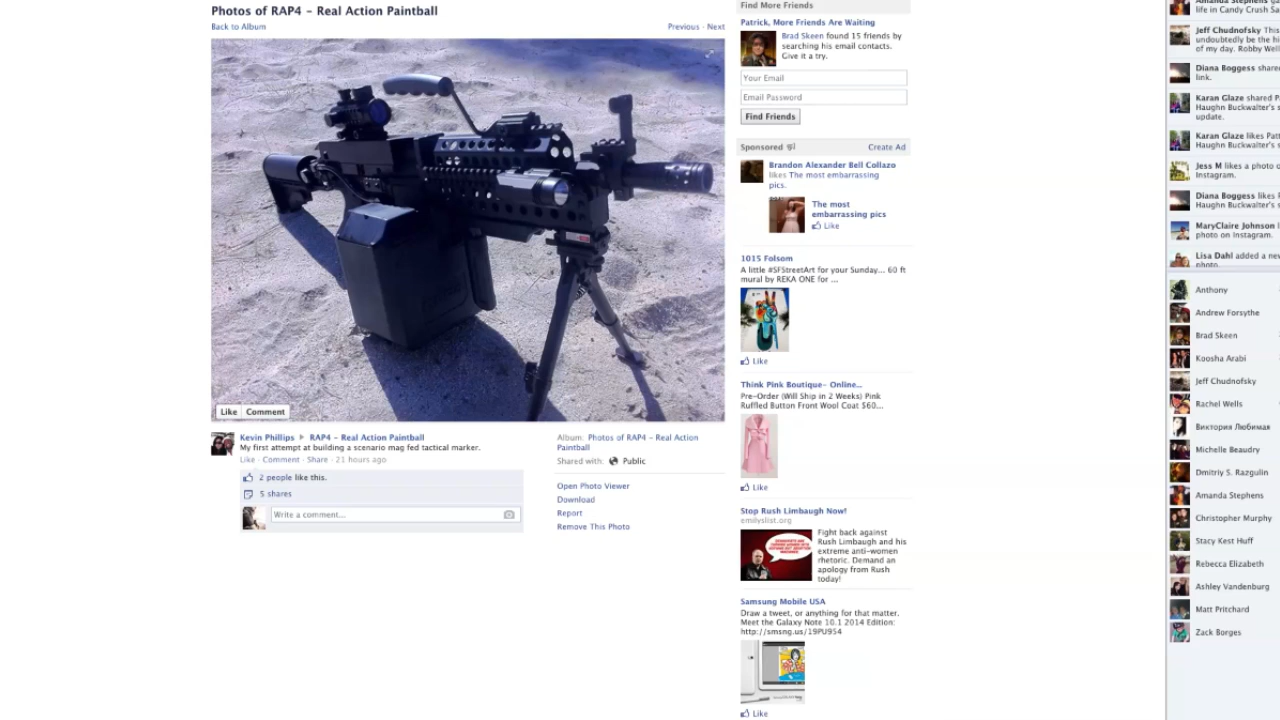 Photos of RAP4 - Real Action Paintball
Back to Album
Previous · Next
Like Comment
Kevin Phillips ▸ RAP4 - Real Action Paintball
My first attempt at building a scenario mag fed tactical marker.
Like · Comment · Share · 21 hours ago
2 people like this.
5 shares
Write a comment...
Album: Photos of RAP4 - Real Action
Paintball
Shared with: Public
Open Photo Viewer
Download
Report
Remove This Photo
Find More Friends
Patrick, More Friends Are Waiting
Brad Skeen found 15 friends by
searching his email contacts.
Give it a try.
Your Email
Email Password
Find Friends
Sponsored
Create Ad
Brandon Alexander Bell Collazo
likes The most embarrassing
pics.
The most
embarrassing pics
Like
1015 Folsom
A little #SFStreetArt for your Sunday... 60 ft
mural by REKA ONE for ...
Like
Think Pink Boutique- Online...
Pre-Order (Will Ship in 2 Weeks) Pink
Ruffled Button Front Wool Coat $60...
Like
Stop Rush Limbaugh Now!
emilyslist.org
Fight back against
Rush Limbaugh and his
extreme anti-women
rhetoric. Demand an
apology from Rush
today!
Samsung Mobile USA
Draw a tweet, or anything for that matter.
Meet the Galaxy Note 10.1 2014 Edition:
http://smsng.us/19PU9S4
Like
Amanda Stephens
life in Candy Crush Sa
Jeff Chudnofsky This
undoubtedly be the hi
of my day. Robby Well
Diana Boggess share
link.
Karan Glaze shared P
Haughn Buckwalter's s
update.
Karan Glaze likes Pat
Haughn Buckwalter's s
Jess M likes a photo o
Instagram.
Diana Boggess likes P
Haughn Buckwalter's s
MaryClaire Johnson l
photo on Instagram.
Lisa Dahl added a new
photo.
Anthony
Andrew Forsythe
Brad Skeen
Koosha Arabi
Jeff Chudnofsky
Rachel Wells
Виктория Любимая
Michelle Beaudry
Dmitriy S. Razgulin
Amanda Stephens
Christopher Murphy
Stacy Kest Huff
Rebecca Elizabeth
Ashley Vandenburg
Matt Pritchard
Zack Borges